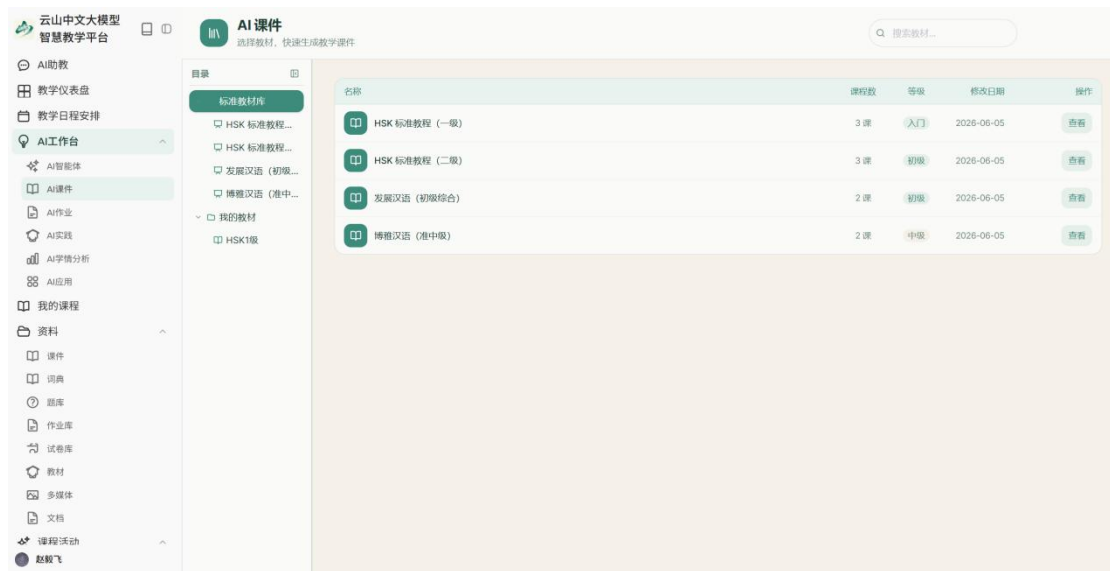 云山中文大模型
智慧教学平台
AI助教
教学仪表盘
教学日程安排
AI工作台
AI智能体
AI课件
AI作业
AI实践
AI学情分析
AI应用
我的课程
资料
课件
词典
题库
作业库
试卷库
教材
多媒体
文档
课程活动
赵毅飞
AI 课件
选择教材，快速生成教学课件
搜索教材...
目录
标准教材库
HSK 标准教程...
HSK 标准教程...
发展汉语（初级...
博雅汉语（准中...
我的教材
HSK1级
名称 课程数 等级 修改日期 操作
HSK 标准教程（一级） 3 课 入门 2026-06-05 查看
HSK 标准教程（二级） 3 课 初级 2026-06-05 查看
发展汉语（初级综合） 2 课 初级 2026-06-05 查看
博雅汉语（准中级） 2 课 中级 2026-06-05 查看